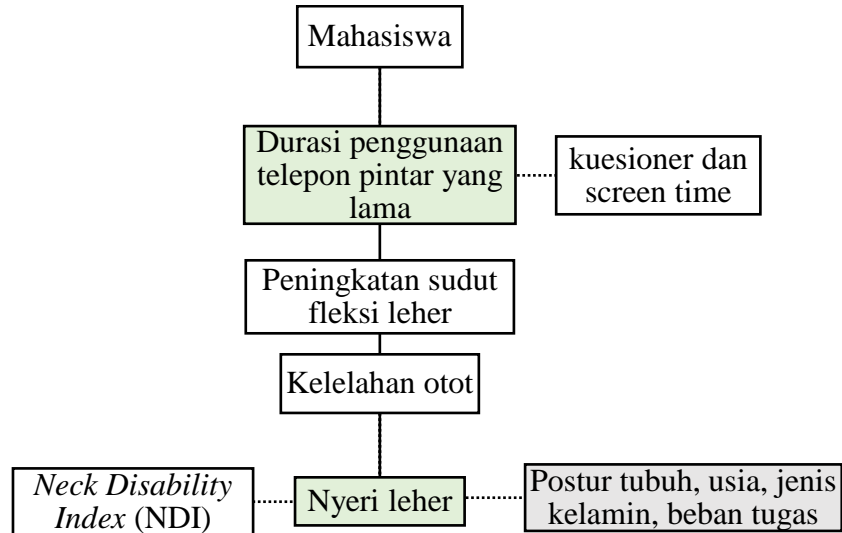 Mahasiswa
Durasi penggunaan
telepon pintar yang
lama
kuesioner dan
screen time
Peningkatan sudut
fleksi leher
Kelelahan otot
Neck Disability
Index (NDI)
Nyeri leher
Postur tubuh, usia, jenis
kelamin, beban tugas